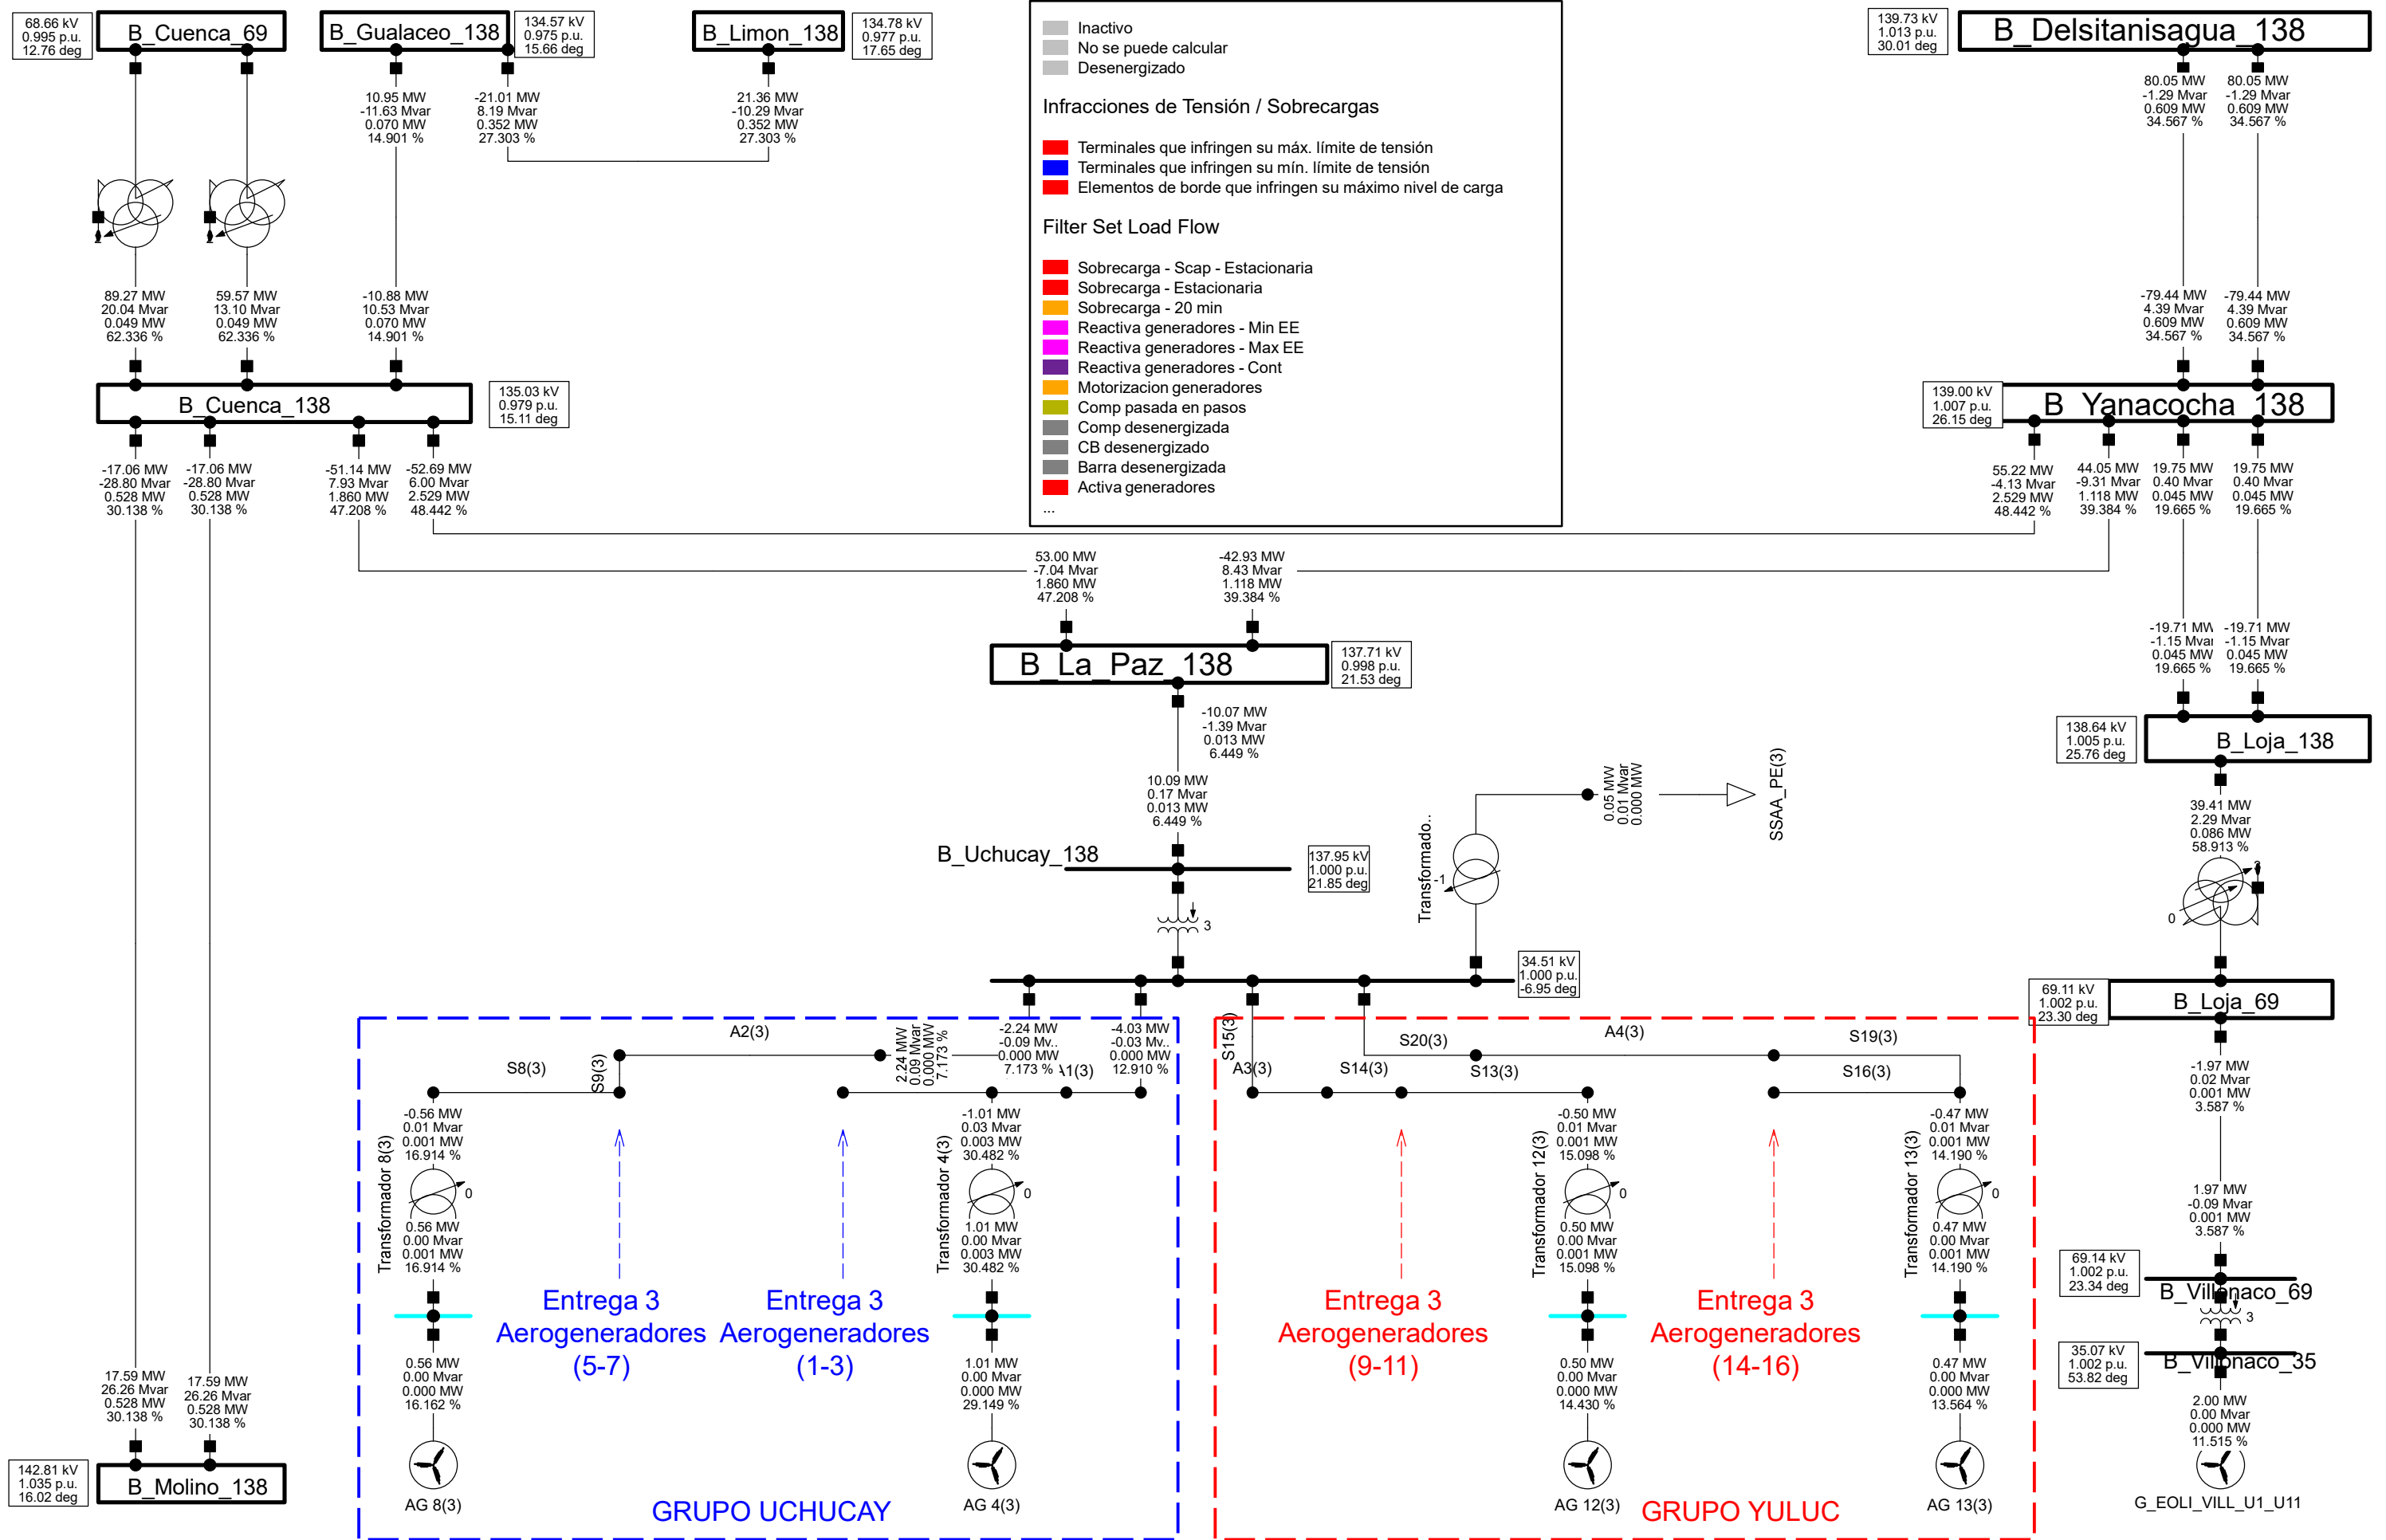 68.66 kV
0.995 p.u.
12.76 deg
B_Cuenca_69
B_Gualaceo_138
134.57 kV
0.975 p.u.
15.66 deg
B_Limon_138
134.78 kV
0.977 p.u.
17.65 deg
10.95 MW
-11.63 Mvar
0.070 MW
14.901 %
-21.01 MW
8.19 Mvar
0.352 MW
27.303 %
21.36 MW
-10.29 Mvar
0.352 MW
27.303 %
Inactivo
No se puede calcular
Desenergizado
Infracciones de Tensión / Sobrecargas
Terminales que infringen su máx. límite de tensión
Terminales que infringen su mín. límite de tensión
Elementos de borde que infringen su máximo nivel de carga
Filter Set Load Flow
Sobrecarga - Scap - Estacionaria
Sobrecarga - Estacionaria
Sobrecarga - 20 min
Reactiva generadores - Min EE
Reactiva generadores - Max EE
Reactiva generadores - Cont
Motorizacion generadores
Comp pasada en pasos
Comp desenergizada
CB desenergizado
Barra desenergizada
Activa generadores
...
139.73 kV
1.013 p.u.
30.01 deg
B_Delsitanisagua_138
80.05 MW
-1.29 Mvar
0.609 MW
34.567 %
80.05 MW
-1.29 Mvar
0.609 MW
34.567 %
89.27 MW
20.04 Mvar
0.049 MW
62.336 %
59.57 MW
13.10 Mvar
0.049 MW
62.336 %
-10.88 MW
10.53 Mvar
0.070 MW
14.901 %
-79.44 MW
4.39 Mvar
0.609 MW
34.567 %
-79.44 MW
4.39 Mvar
0.609 MW
34.567 %
B_Cuenca_138
135.03 kV
0.979 p.u.
15.11 deg
139.00 kV
1.007 p.u.
26.15 deg
B_Yanacocha_138
-17.06 MW
-28.80 Mvar
0.528 MW
30.138 %
-17.06 MW
-28.80 Mvar
0.528 MW
30.138 %
-51.14 MW
7.93 Mvar
1.860 MW
47.208 %
-52.69 MW
6.00 Mvar
2.529 MW
48.442 %
55.22 MW
-4.13 Mvar
2.529 MW
48.442 %
44.05 MW
-9.31 Mvar
1.118 MW
39.384 %
19.75 MW
0.40 Mvar
0.045 MW
19.665 %
19.75 MW
0.40 Mvar
0.045 MW
19.665 %
53.00 MW
-7.04 Mvar
1.860 MW
47.208 %
-42.93 MW
8.43 Mvar
1.118 MW
39.384 %
B_La_Paz_138
137.71 kV
0.998 p.u.
21.53 deg
-19.71 MW
-1.15 Mvar
0.045 MW
19.665 %
-19.71 MW
-1.15 Mvar
0.045 MW
19.665 %
-10.07 MW
-1.39 Mvar
0.013 MW
6.449 %
138.64 kV
1.005 p.u.
25.76 deg
B_Loja_138
10.09 MW
0.17 Mvar
0.013 MW
6.449 %
0.05 MW
0.01 Mvar
0.000 MW
SSAA_PE(3)
Transformado..
-1
39.41 MW
2.29 Mvar
0.086 MW
58.913 %
3
0
B_Uchucay_138
137.95 kV
1.000 p.u.
21.85 deg
3
34.51 kV
1.000 p.u.
-6.95 deg
69.11 kV
1.002 p.u.
23.30 deg
B_Loja_69
A2(3)
S8(3)
S9(3)
2.24 MW
0.09 Mvar
0.000 MW
7.173 %
-2.24 MW
-0.09 Mv..
0.000 MW
7.173 %
-4.03 MW
-0.03 Mv..
0.000 MW
12.910 %
S15(3)
A3(3)
S14(3)
S20(3)
S13(3)
A4(3)
S19(3)
S16(3)
-1.97 MW
0.02 Mvar
0.001 MW
3.587 %
Transformador 8(3)
-0.56 MW
0.01 Mvar
0.001 MW
16.914 %
0
0.56 MW
0.00 Mvar
0.001 MW
16.914 %
Transformador 4(3)
-1.01 MW
0.03 Mvar
0.003 MW
30.482 %
0
1.01 MW
0.00 Mvar
0.003 MW
30.482 %
Transformador 12(3)
-0.50 MW
0.01 Mvar
0.001 MW
15.098 %
0
0.50 MW
0.00 Mvar
0.001 MW
15.098 %
Transformador 13(3)
-0.47 MW
0.01 Mvar
0.001 MW
14.190 %
0
0.47 MW
0.00 Mvar
0.001 MW
14.190 %
1.97 MW
-0.09 Mvar
0.001 MW
3.587 %
69.14 kV
1.002 p.u.
23.34 deg
B_Villonaco_69
3
35.07 kV
1.002 p.u.
53.82 deg
B_Villonaco_35
Entrega 3
Aerogeneradores
(5-7)
Entrega 3
Aerogeneradores
(1-3)
Entrega 3
Aerogeneradores
(9-11)
Entrega 3
Aerogeneradores
(14-16)
17.59 MW
26.26 Mvar
0.528 MW
30.138 %
17.59 MW
26.26 Mvar
0.528 MW
30.138 %
0.56 MW
0.00 Mvar
0.000 MW
16.162 %
1.01 MW
0.00 Mvar
0.000 MW
29.149 %
0.50 MW
0.00 Mvar
0.000 MW
14.430 %
0.47 MW
0.00 Mvar
0.000 MW
13.564 %
2.00 MW
0.00 Mvar
0.000 MW
11.515 %
142.81 kV
1.035 p.u.
16.02 deg
B_Molino_138
AG 8(3)
GRUPO UCHUCAY
AG 4(3)
AG 12(3)
GRUPO YULUC
AG 13(3)
G_EOLI_VILL_U1_U11